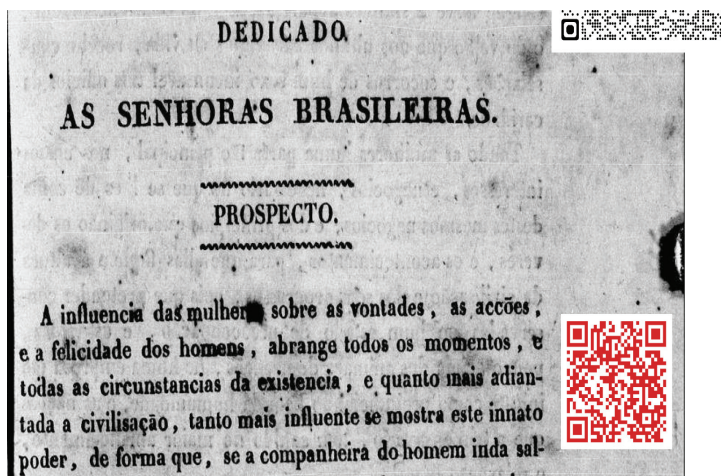 DEDICADO
AS SENHORAS BRASILEIRAS.
PROSPECTO.
A influencia das mulheres sobre as vontades, as acções,
e a felicidade dos homens, abrange todos os momentos, e
todas as circunstancias da existencia, e quanto mais adian-
tada a civilisação, tanto mais influente se mostra este innato
poder, de fórma que, se a companheira do homem inda sal-